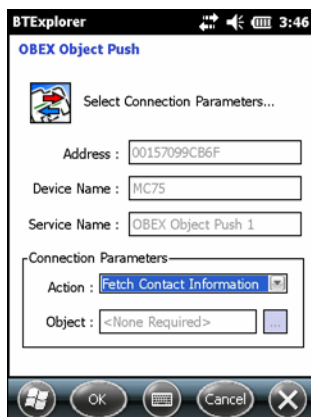 BTExplorer 3:46
OBEX Object Push
Select Connection Parameters...
Address : 00157099CB6F
Device Name : MC75
Service Name : OBEX Object Push 1
Connection Parameters
Action : Fetch Contact Information
Object : <None Required> ...
OK Cancel